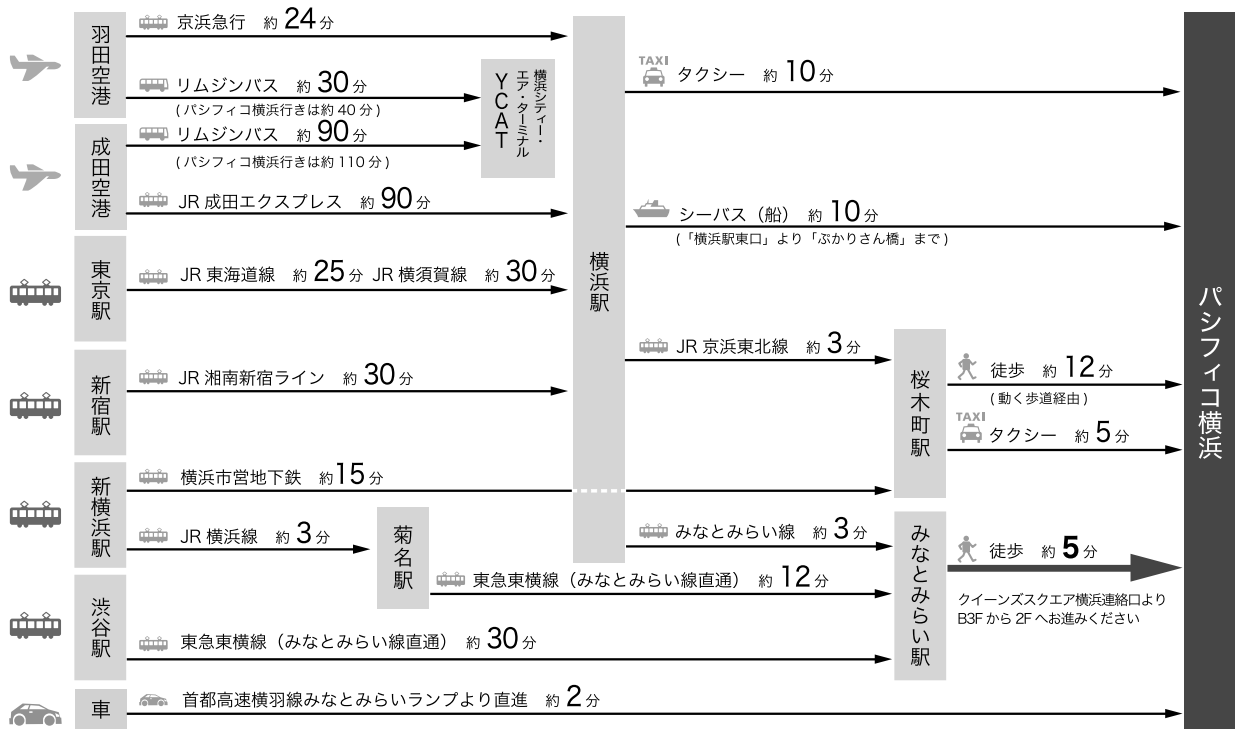 羽田空港
京浜急行 約24分
リムジンバス 約30分
(パシフィコ横浜行きは約40分)
成田空港
リムジンバス 約90分
(パシフィコ横浜行きは約110分)
JR成田エクスプレス 約90分
横浜シティー・
エア・ターミナル
YCAT
東京駅
JR東海道線 約25分 JR横須賀線 約30分
新宿駅
JR湘南新宿ライン 約30分
新横浜駅
横浜市営地下鉄 約15分
JR横浜線 約3分
菊名駅
東急東横線（みなとみらい線直通） 約12分
渋谷駅
東急東横線（みなとみらい線直通） 約30分
車
首都高速横羽線みなとみらいランプより直進 約2分
横浜駅
TAXI
タクシー 約10分
シーバス（船） 約10分
(「横浜駅東口」より「ぷかりさん橋」まで)
JR京浜東北線 約3分
桜木町駅
徒歩 約12分
(動く歩道経由)
TAXI
タクシー 約5分
みなとみらい線 約3分
みなとみらい駅
徒歩 約5分
クイーンズスクエア横浜連絡口より
B3Fから2Fへお進みください
パシフィコ横浜